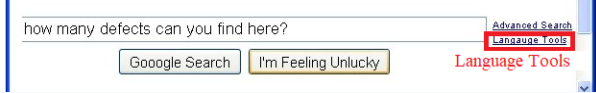 how many defects can you find here?
Advanced Search
Langauge Tools
Language Tools
Gooogle Search
I'm Feeling Unlucky